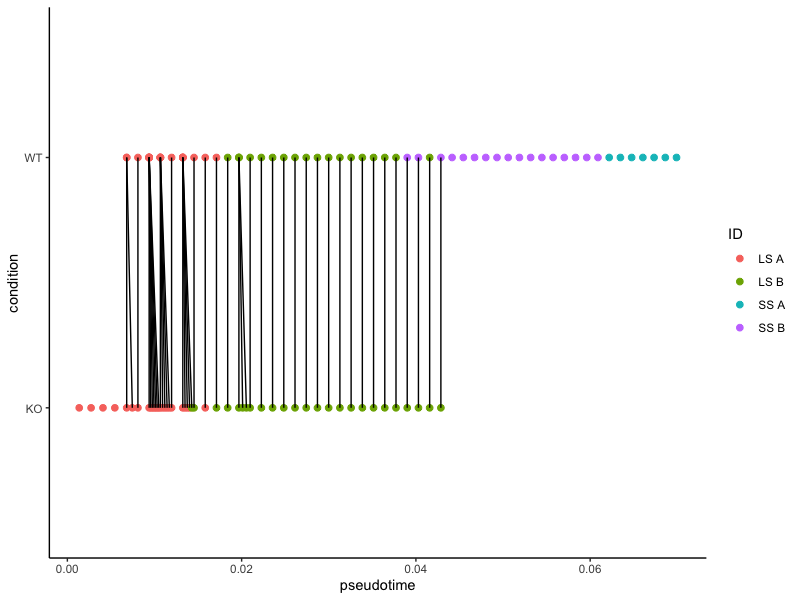 WT
KO
condition
0.00
0.02
0.04
0.06
pseudotime
ID
LS A
LS B
SS A
SS B